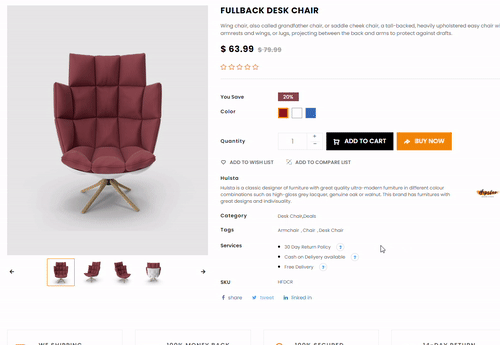 FULLBACK DESK CHAIR
Wing chair, also called grandfather chair, or saddle cheek chair, a tall-backed, heavily upholstered easy chair wi
armrests and wings, or lugs, projecting between the back and arms to protect against drafts.
$ 63.99 $ 79.99
You Save 20%
Color
Quantity 1 ADD TO CART BUY NOW
ADD TO WISH LIST ADD TO COMPARE LIST
Hulsta
Hulsta is a classic designer of furniture with great quality ultra- modern furniture in different colour
combinations such as high-gloss grey lacquer, genuine oak or walnut. This brand has furnitures with
great designs and indivisuality.
Category Desk Chair,Deals
Tags Armchair , Chair , Desk Chair
Services 30 Day Return Policy ?
Cash on Delivery available ?
Free Delivery ?
SKU HFDCR
share tweet linked in
WE SHIPPING 100% MONEY BACK 100% SECURED 14-DAY RETURN